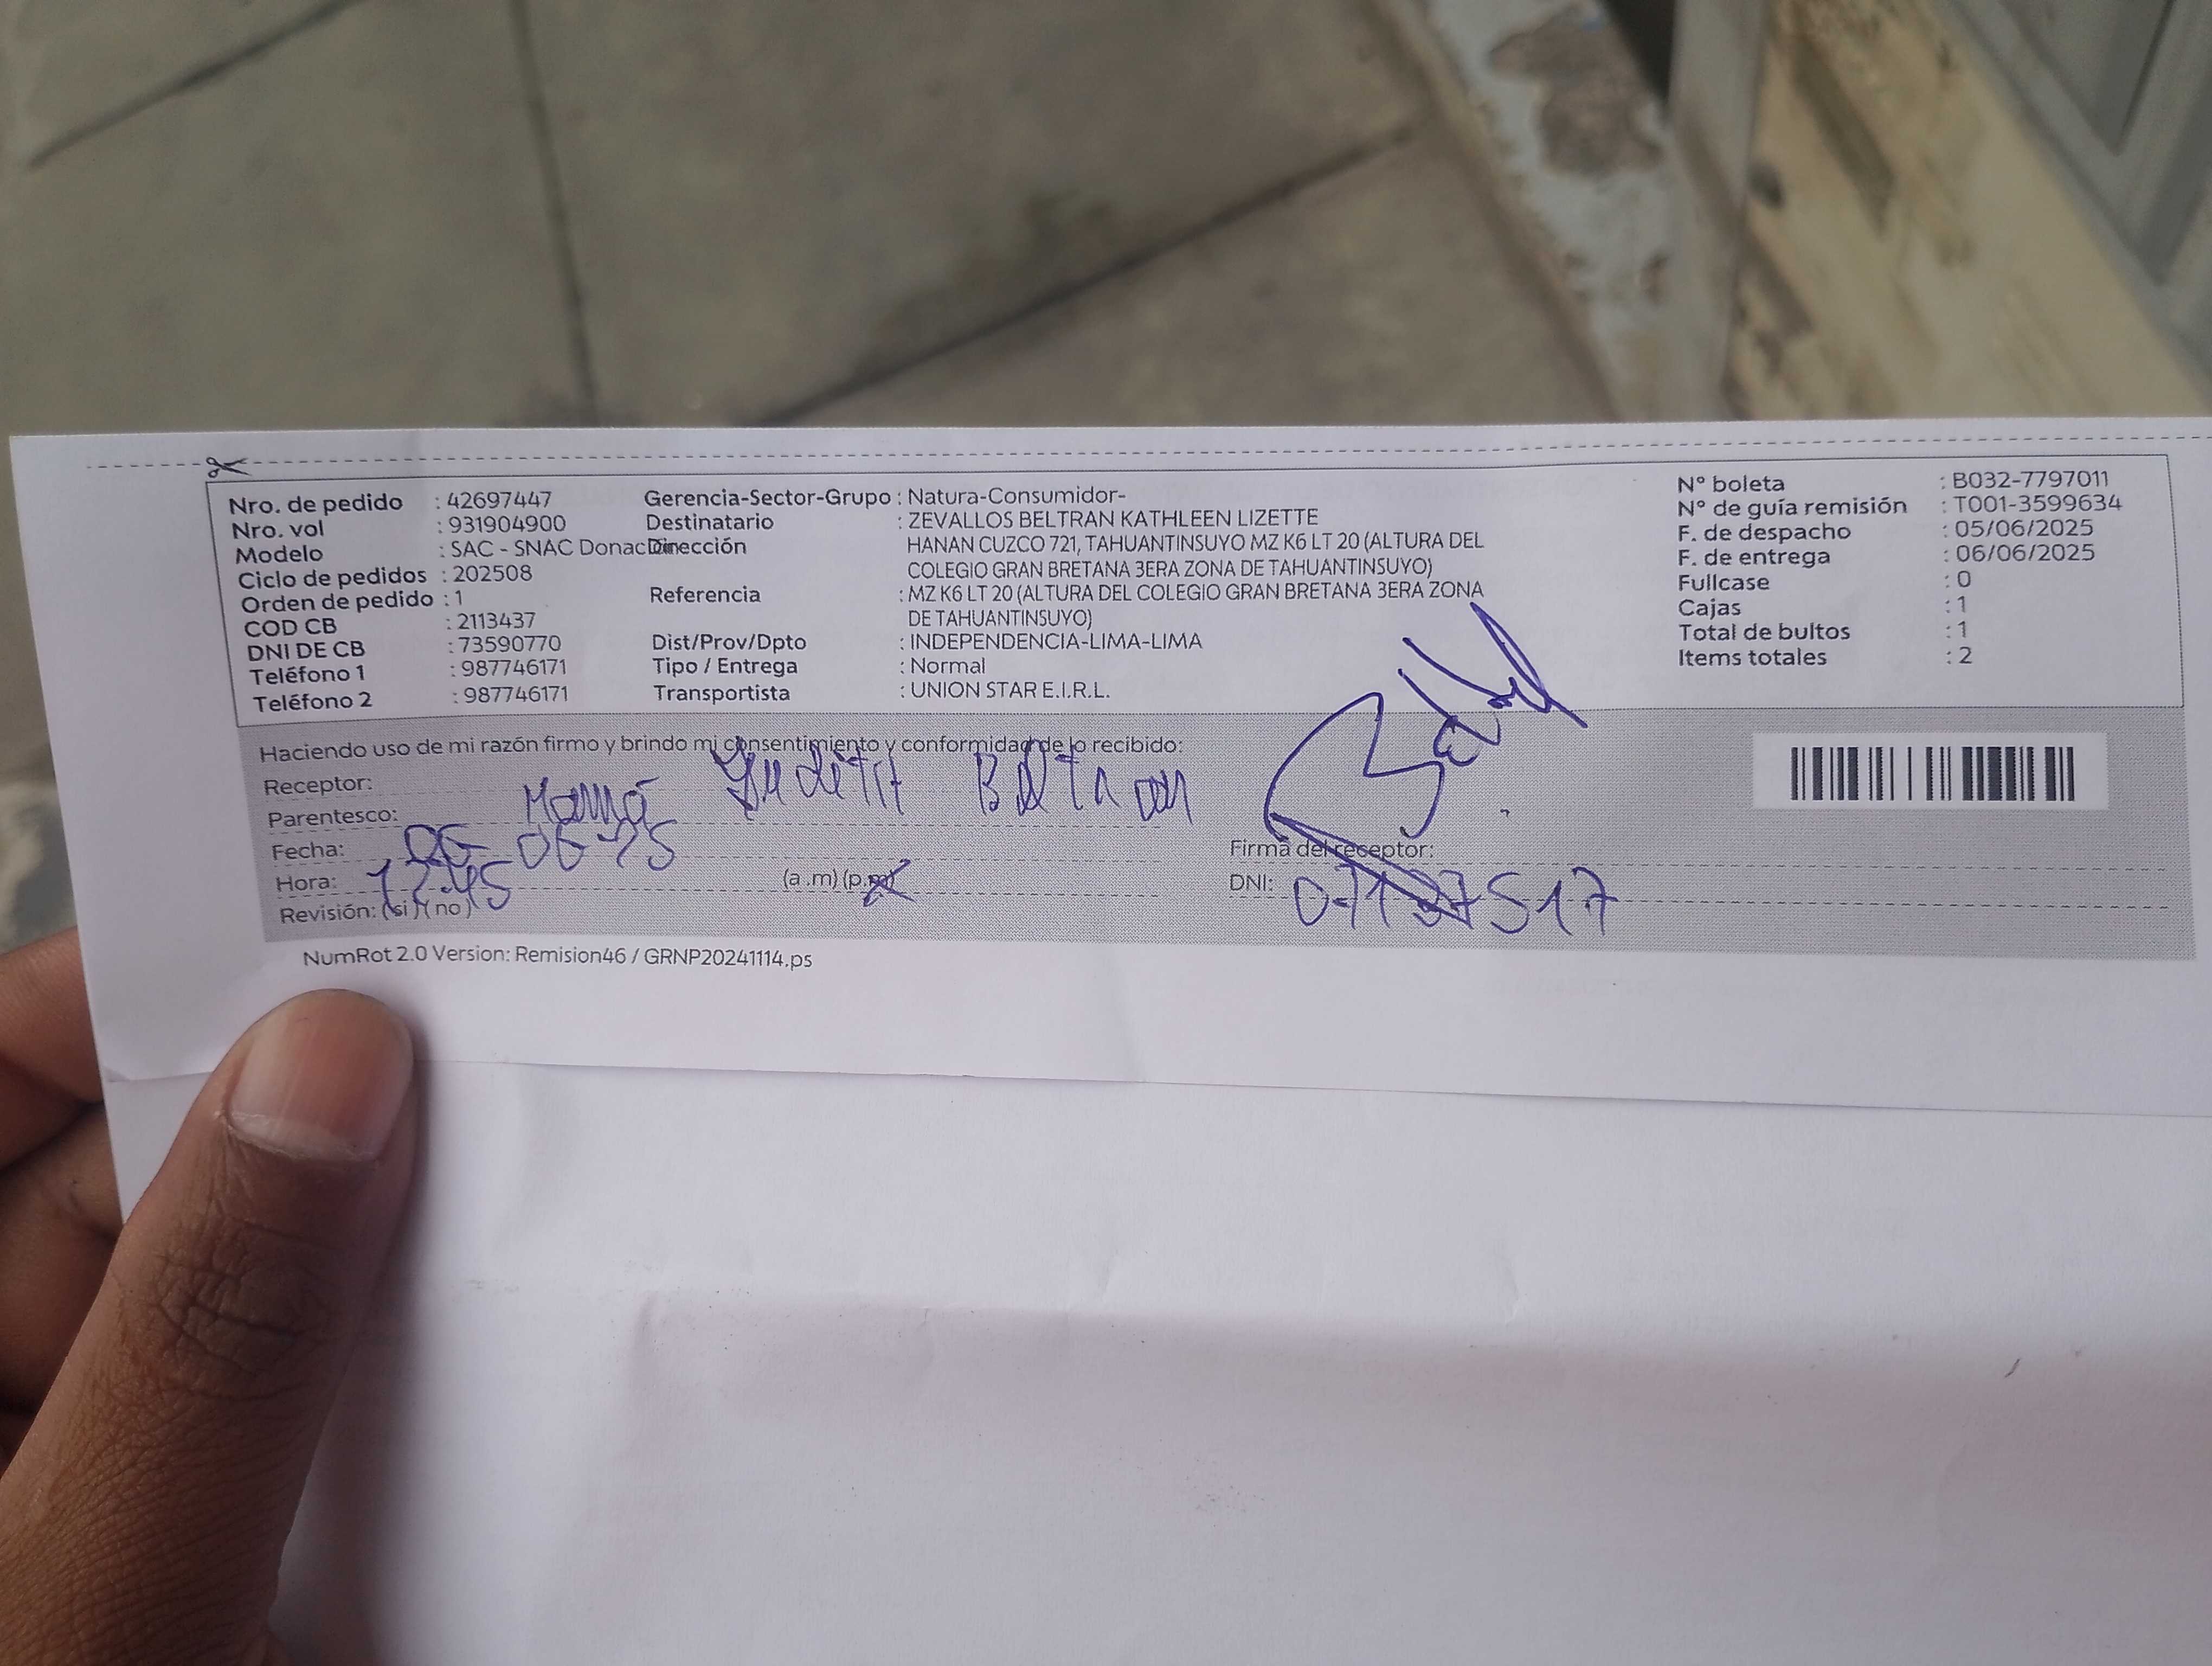 Nro. de pedido : 42697447
Nro. vol : 931904900
Modelo : SAC - SNAC Donac
Ciclo de pedidos : 202508
Orden de pedido : 1
COD CB : 2113437
DNI DE CB : 73590770
Teléfono 1 : 987746171
Teléfono 2 : 987746171
Gerencia-Sector-Grupo : Natura-Consumidor-
Destinatario : ZEVALLOS BELTRAN KATHLEEN LIZETTE
Dirección HANAN CUZCO 721, TAHUANTINSUYO MZ K6 LT 20 (ALTURA DEL
COLEGIO GRAN BRETANA 3ERA ZONA DE TAHUANTINSUYO)
Referencia : MZ K6 LT 20 (ALTURA DEL COLEGIO GRAN BRETANA 3ERA ZONA
DE TAHUANTINSUYO)
Dist/Prov/Dpto : INDEPENDENCIA-LIMA-LIMA
Tipo / Entrega : Normal
Transportista : UNION STAR E.I.R.L.
N° boleta : B032-7797011
N° de guía remisión : T001-3599634
F. de despacho : 05/06/2025
F. de entrega : 06/06/2025
Fullcase : 0
Cajas : 1
Total de bultos : 1
Items totales : 2
Haciendo uso de mi razón firmo y brindo mi consentimiento y conformidad de lo recibido:
Receptor:
Parentesco: Mamá
Fecha: 06-06-25
Hora: 12:45 (a.m) (p.m)
Revisión: (si) (no)
Firma del receptor:
DNI:
NumRot 2.0 Version: Remision46 / GRNP20241114.ps